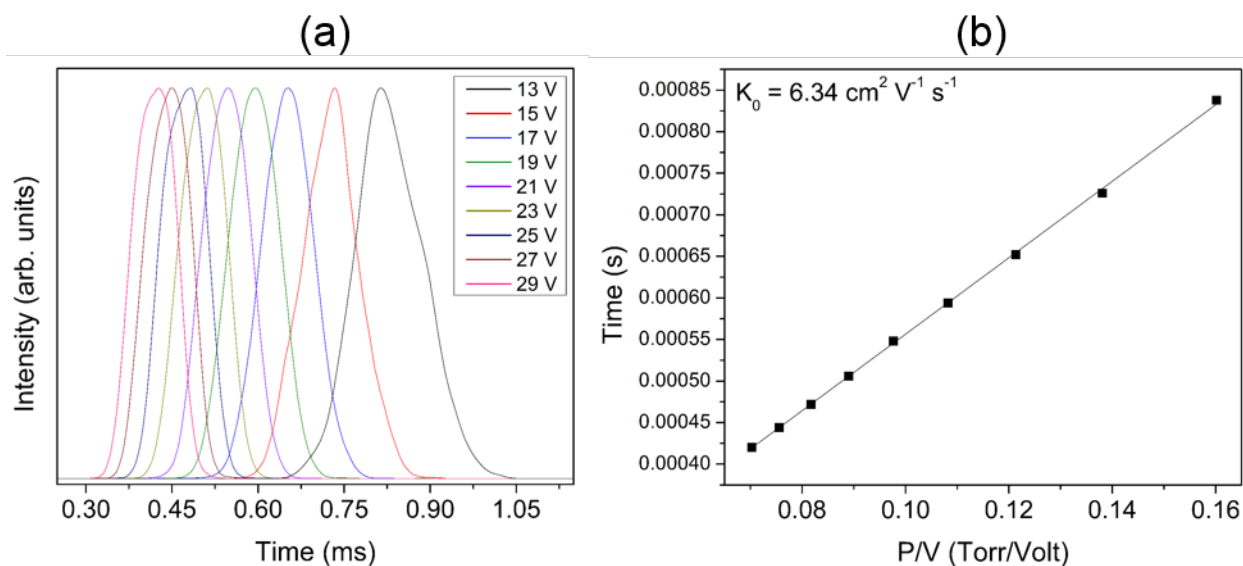 (a)
Intensity (arb. units)
13 V
15 V
17 V
19 V
21 V
23 V
25 V
27 V
29 V
0.30 0.45 0.60 0.75 0.90 1.05
Time (ms)
(b)
K₀ = 6.34 cm² V⁻¹ s⁻¹
Time (s)
0.00085
0.00080
0.00075
0.00070
0.00065
0.00060
0.00055
0.00050
0.00045
0.00040
0.08 0.10 0.12 0.14 0.16
P/V (Torr/Volt)